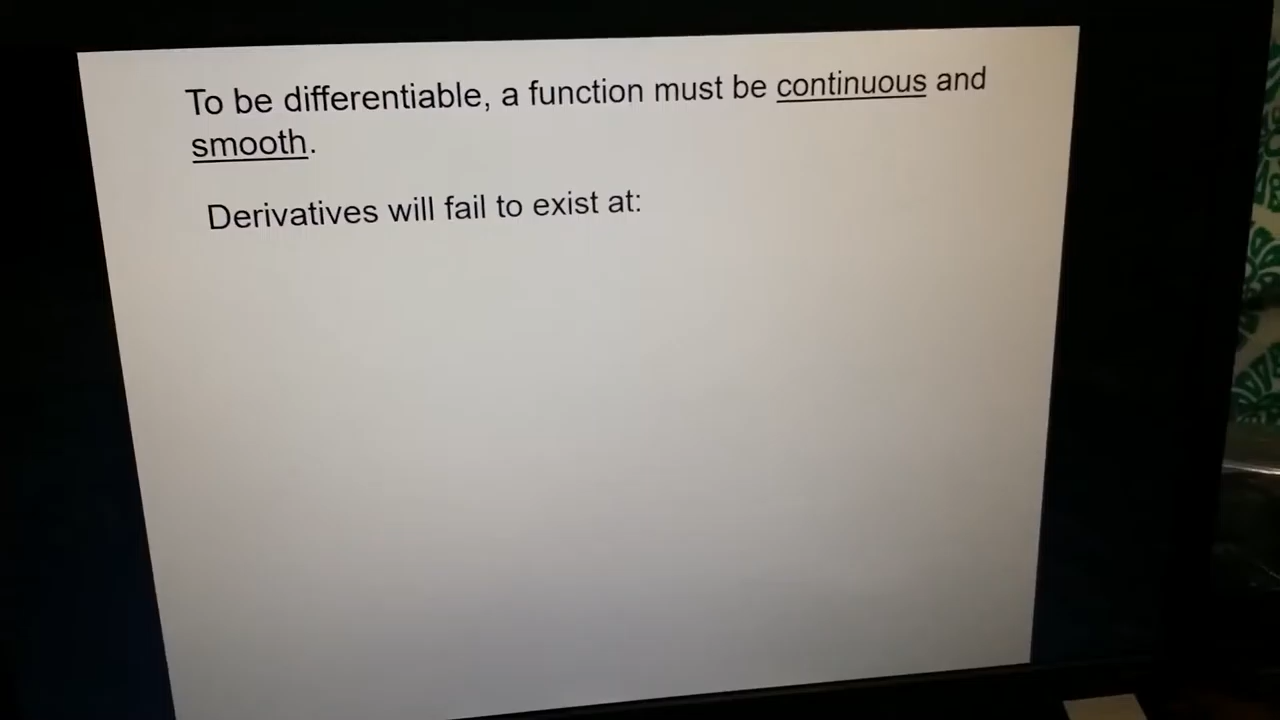 To be differentiable, a function must be continuous and
smooth.
Derivatives will fail to exist at: